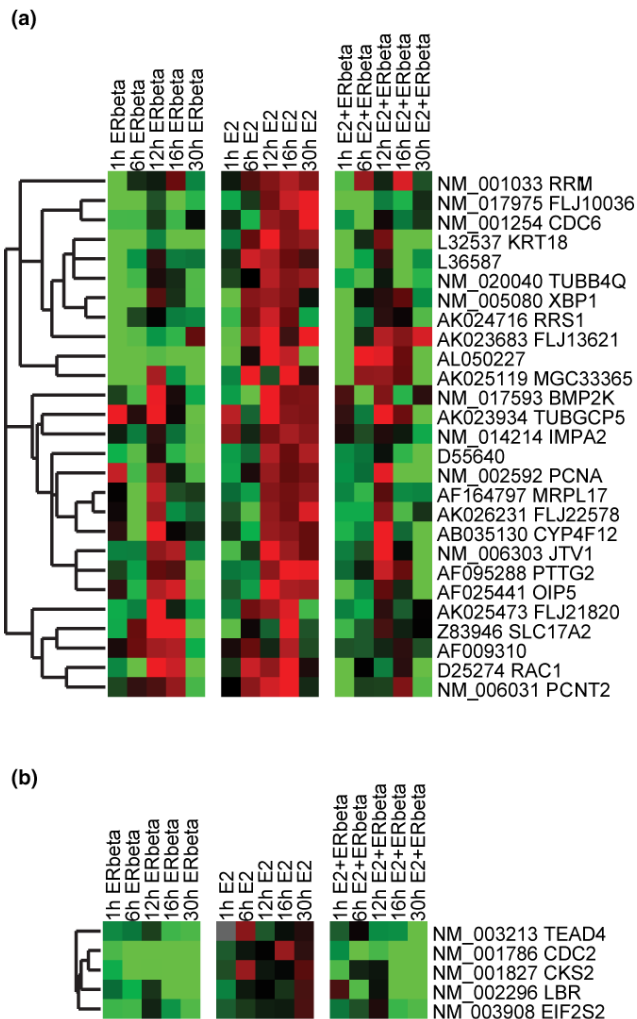 (a)
1h ERbeta
6h ERbeta
12h ERbeta
16h ERbeta
30h ERbeta
1h E2
6h E2
12h E2
16h E2
30h E2
1h E2+ERbeta
6h E2+ERbeta
12h E2+ERbeta
16h E2+ERbeta
30h E2+ERbeta
NM_001033 RRM
NM_017975 FLJ10036
NM_001254 CDC6
L32537 KRT18
L36587
NM_020040 TUBB4Q
NM_005080 XBP1
AK024716 RRS1
AK023683 FLJ13621
AL050227
AK025119 MGC33365
NM_017593 BMP2K
AK023934 TUBGCP5
NM_014214 IMPA2
D55640
NM_002592 PCNA
AF164797 MRPL17
AK026231 FLJ22578
AB035130 CYP4F12
NM_006303 JTV1
AF095288 PTTG2
AF025441 OIP5
AK025473 FLJ21820
Z83946 SLC17A2
AF009310
D25274 RAC1
NM_006031 PCNT2
(b)
1h ERbeta
6h ERbeta
12h ERbeta
16h ERbeta
30h ERbeta
1h E2
6h E2
12h E2
16h E2
30h E2
1h E2+ERbeta
6h E2+ERbeta
12h E2+ERbeta
16h E2+ERbeta
30h E2+ERbeta
NM_003213 TEAD4
NM_001786 CDC2
NM_001827 CKS2
NM_002296 LBR
NM_003908 EIF2S2